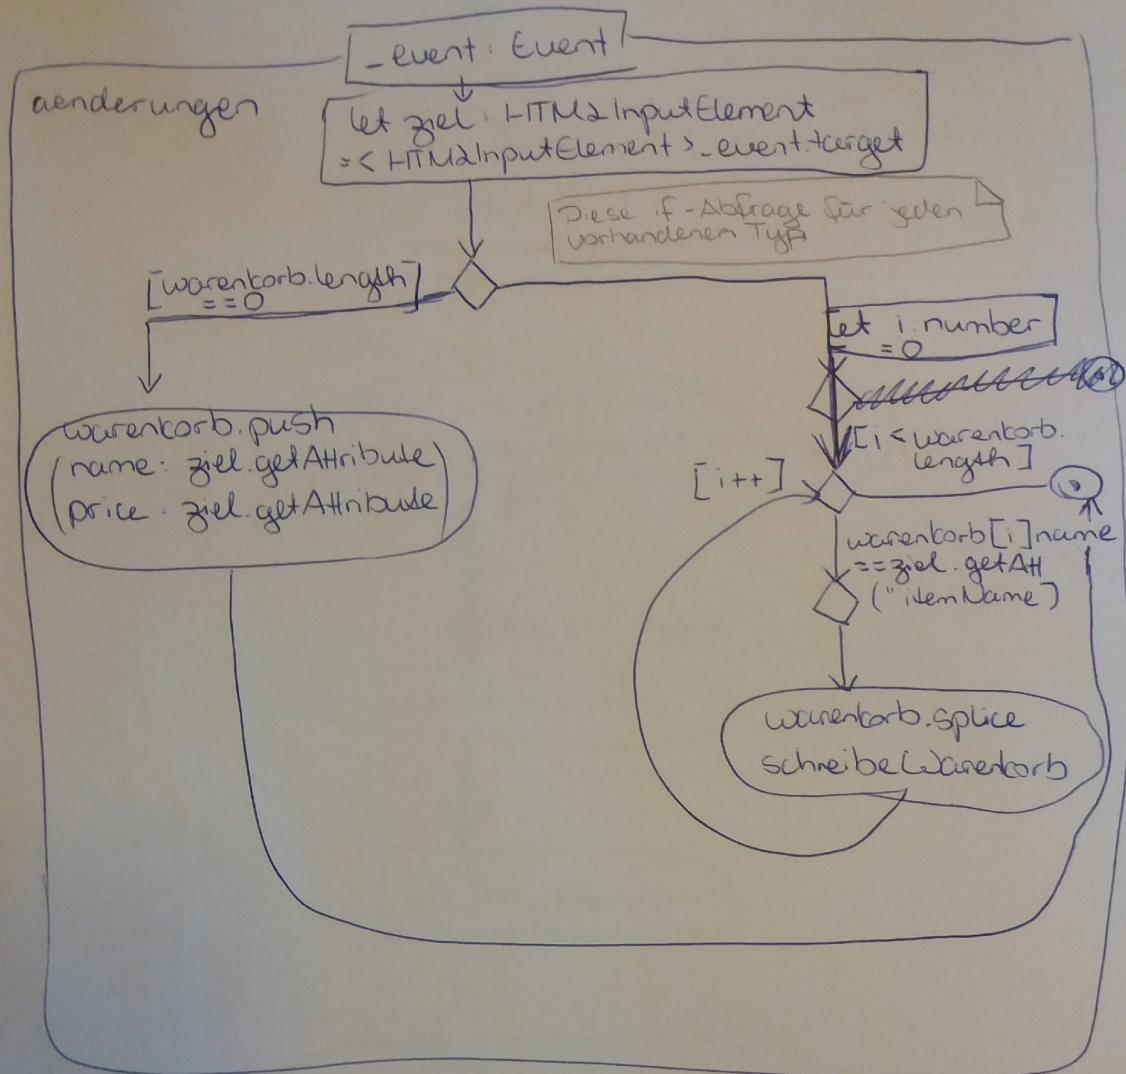 _event : Event
aenderungen
let ziel : HTMLInputElement
= < HTMLInputElement > _event.target
Diese if-Abfrage für jeden
vorhandenen Typ
[warenkorb.length]
==0
let i: number
=0
warenkorb.push
(name: ziel.getAttribute)
(price : ziel.getAttribute)
[i < warenkorb.
length]
[i++]
warenkorb[i]name
==ziel.getAtt
("itemName)
warenkorb.splice
schreibeWarenkorb